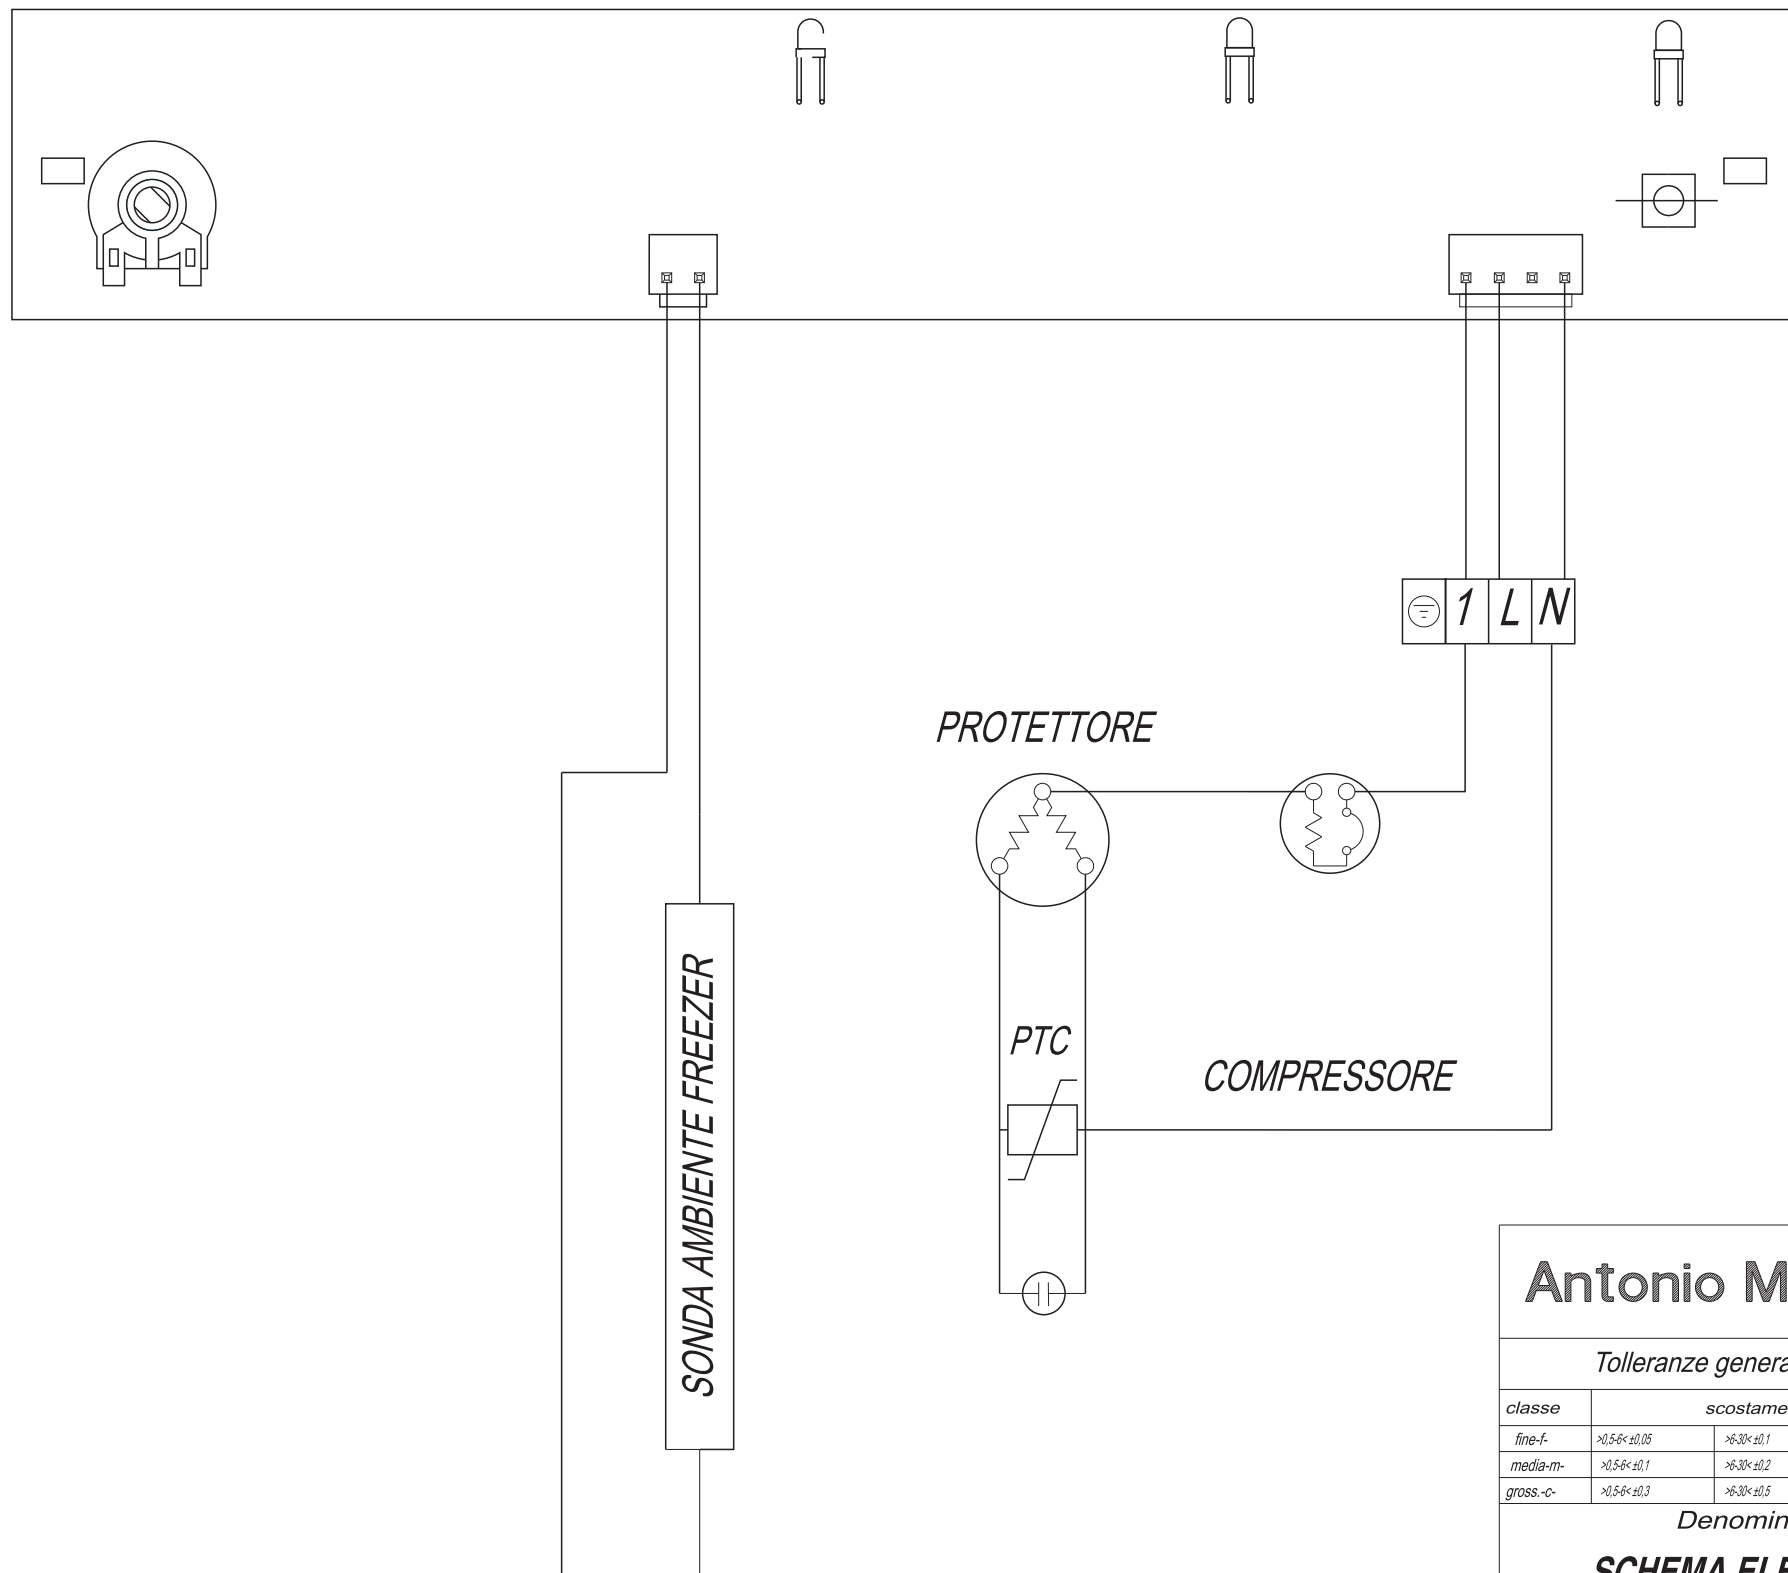 1 L N
PROTETTORE
SONDA AMBIENTE FREEZER
PTC
COMPRESSORE
Antonio M
Tolleranze genera
classe scostame
fine-f- >0,5-6< ±0,05 >6-30< ±0,1
media-m- >0,5-6< ±0,1 >6-30< ±0,2
gross.-c- >0,5-6< ±0,3 >6-30< ±0,5
Denomin
SCHEMA ELE